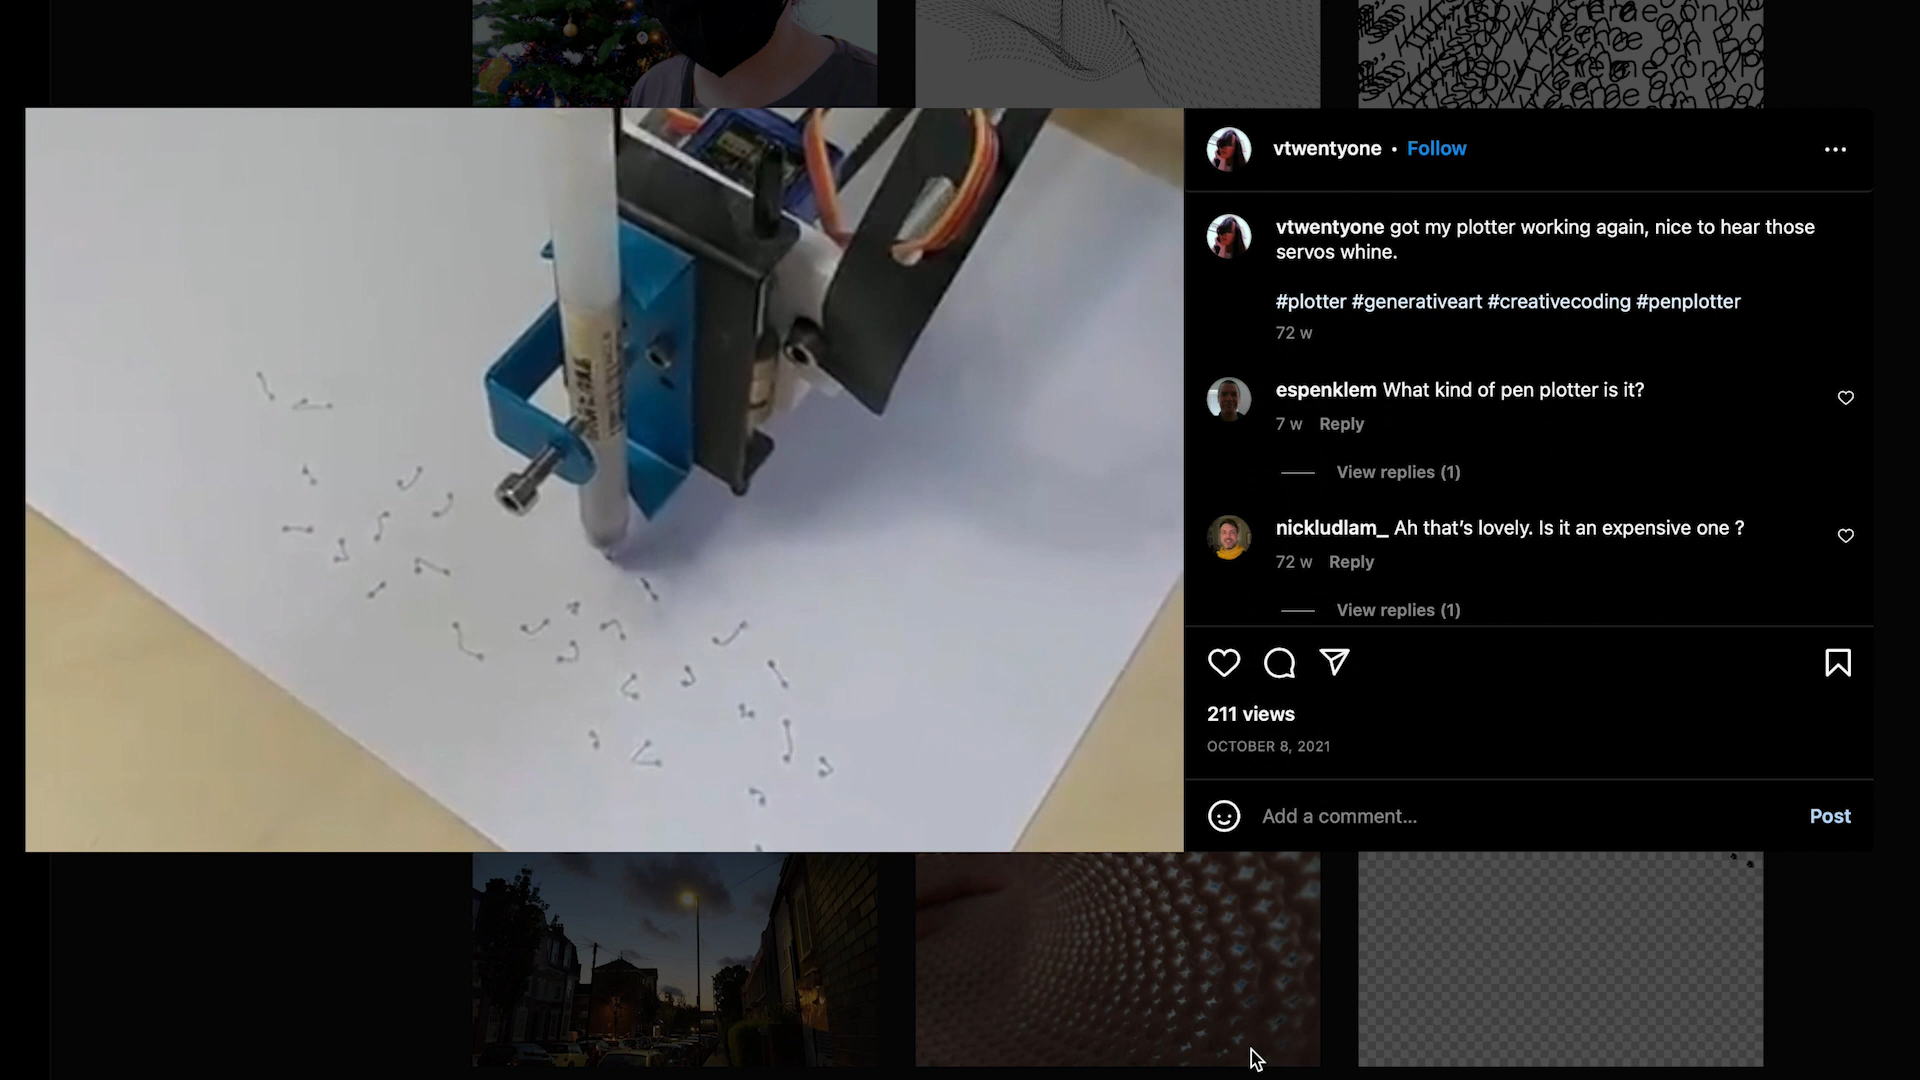 vtwentyone • Follow
vtwentyone got my plotter working again, nice to hear those
servos whine.
#plotter #generativeart #creativecoding #penplotter
72 w
espenklem What kind of pen plotter is it?
7 w Reply
View replies (1)
nickludlam_ Ah that’s lovely. Is it an expensive one ?
72 w Reply
View replies (1)
211 views
OCTOBER 8, 2021
Add a comment...
Post